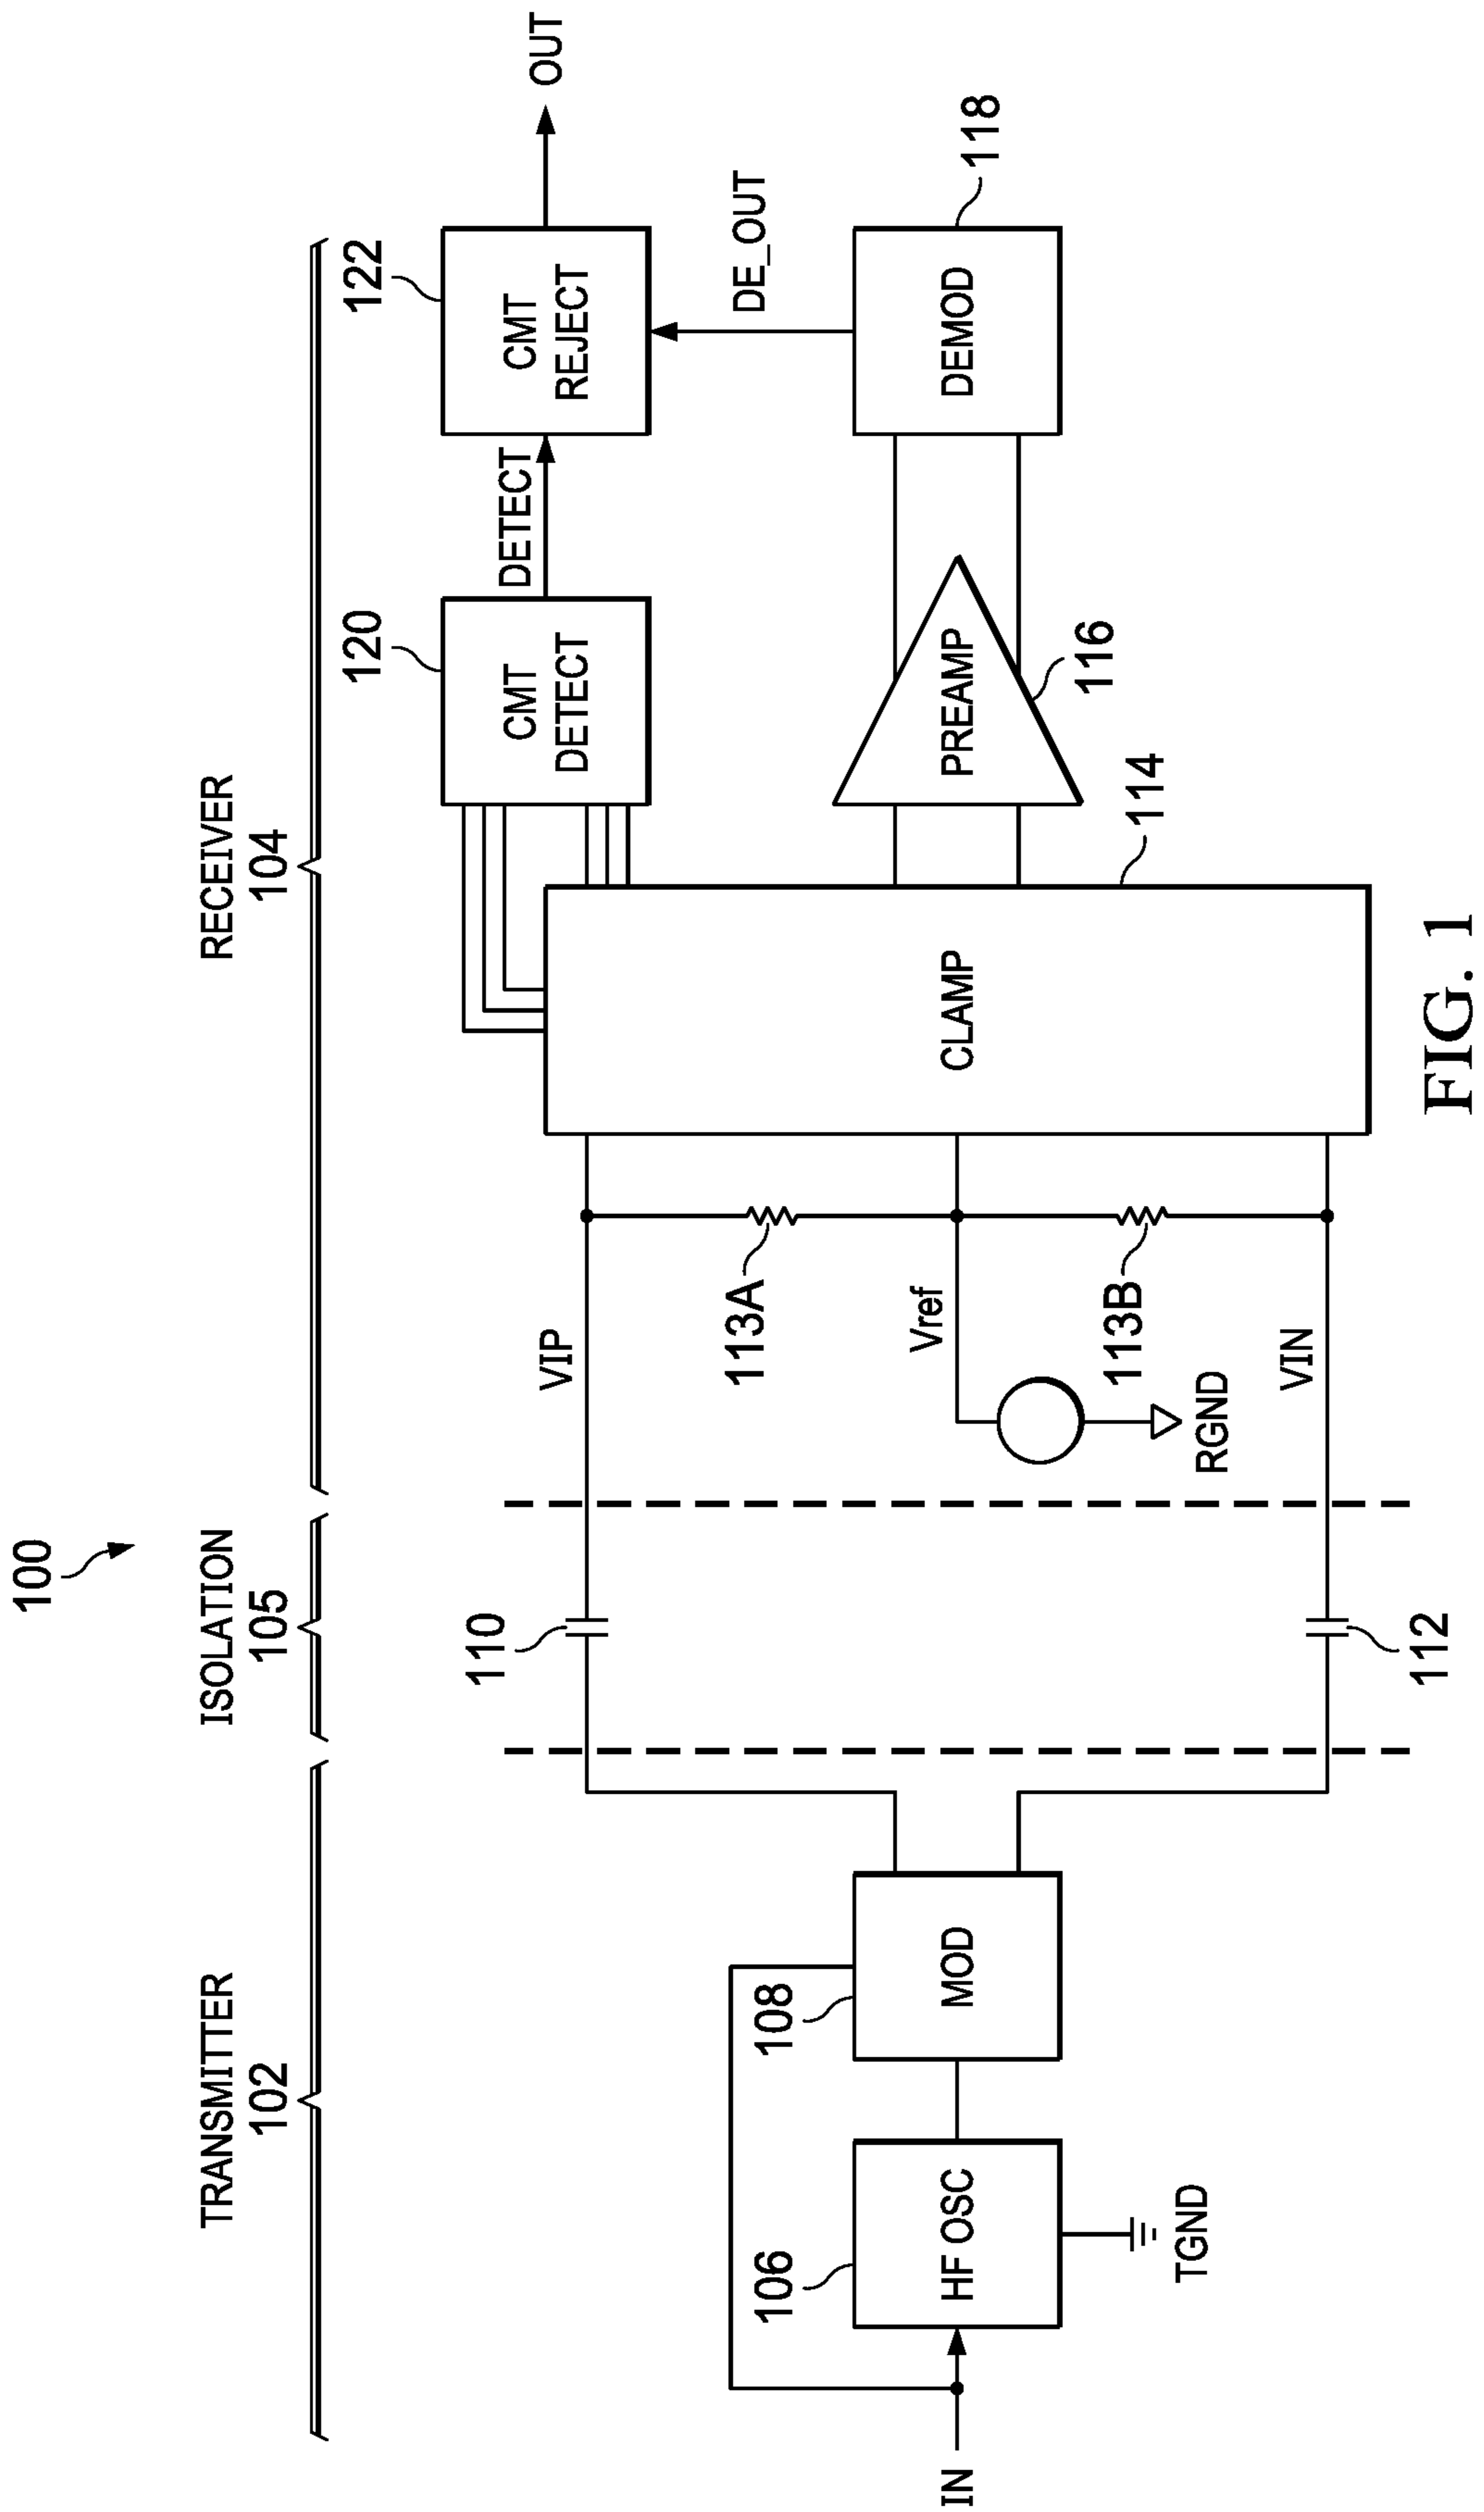 100
TRANSMITTER
102
ISOLATION
105
RECEIVER
104
IN
106
HF OSC
TGND
108
MOD
110
112
VIP
VIN
113A
Vref
113B
RGND
CLAMP
114
120
CMT
DETECT
DETECT
122
CMT
REJECT
OUT
PREAMP
116
DE_OUT
DEMOD
118
FIG. 1